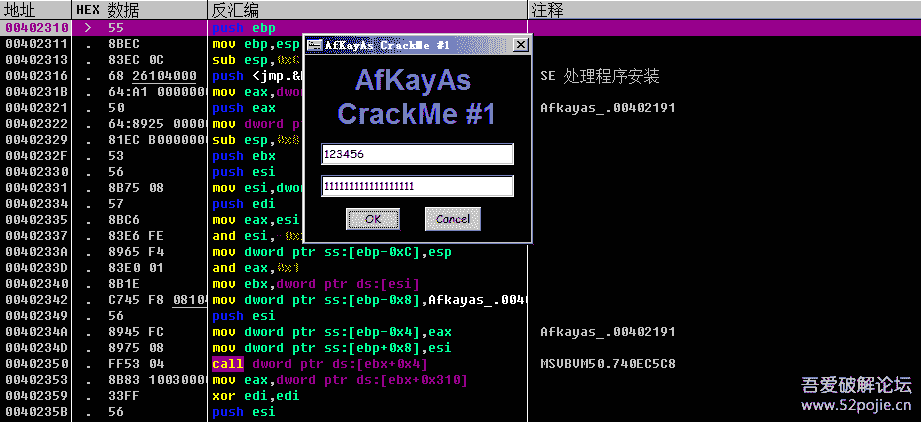 地址 HEX 数据 反汇编 注释
00402310 > 55 push ebp
00402311 . 8BEC mov ebp,esp
00402313 . 83EC 0C sub esp,0xC
00402316 . 68 26104000 push <jmp.& SE 处理程序安装
0040231B . 64:A1 0000000 mov eax,dwo
00402321 . 50 push eax Afkayas_.00402191
00402322 . 64:8925 00000 mov dword pt
00402329 . 81EC B0000000 sub esp,0xB
0040232F . 53 push ebx
00402330 . 56 push esi
00402331 . 8B75 08 mov esi,dwo
00402334 . 57 push edi
00402335 . 8BC6 mov eax,esi
00402337 . 83E6 FE and esi,
0040233A . 8965 F4 mov dword ptr ss:[ebp-0xC],esp
0040233D . 83E0 01 and eax,0x1
00402340 . 8B1E mov ebx,dword ptr ds:[esi]
00402342 . C745 F8 08104 mov dword ptr ss:[ebp-0x8],Afkayas_.004
00402349 . 56 push esi
0040234A . 8945 FC mov dword ptr ss:[ebp-0x4],eax Afkayas_.00402191
0040234D . 8975 08 mov dword ptr ss:[ebp+0x8],esi
00402350 . FF53 04 call dword ptr ds:[ebx+0x4] MSVBVM50.740EC5C8
00402353 . 8B83 10030000 mov eax,dword ptr ds:[ebx+0x310]
00402359 . 33FF xor edi,edi
0040235B . 56 push esi
AfKayAs CrackMe #1
AfKayAs
CrackMe #1
123456
111111111111111111
OK Cancel
吾爱破解论坛
www.52pojie.cn